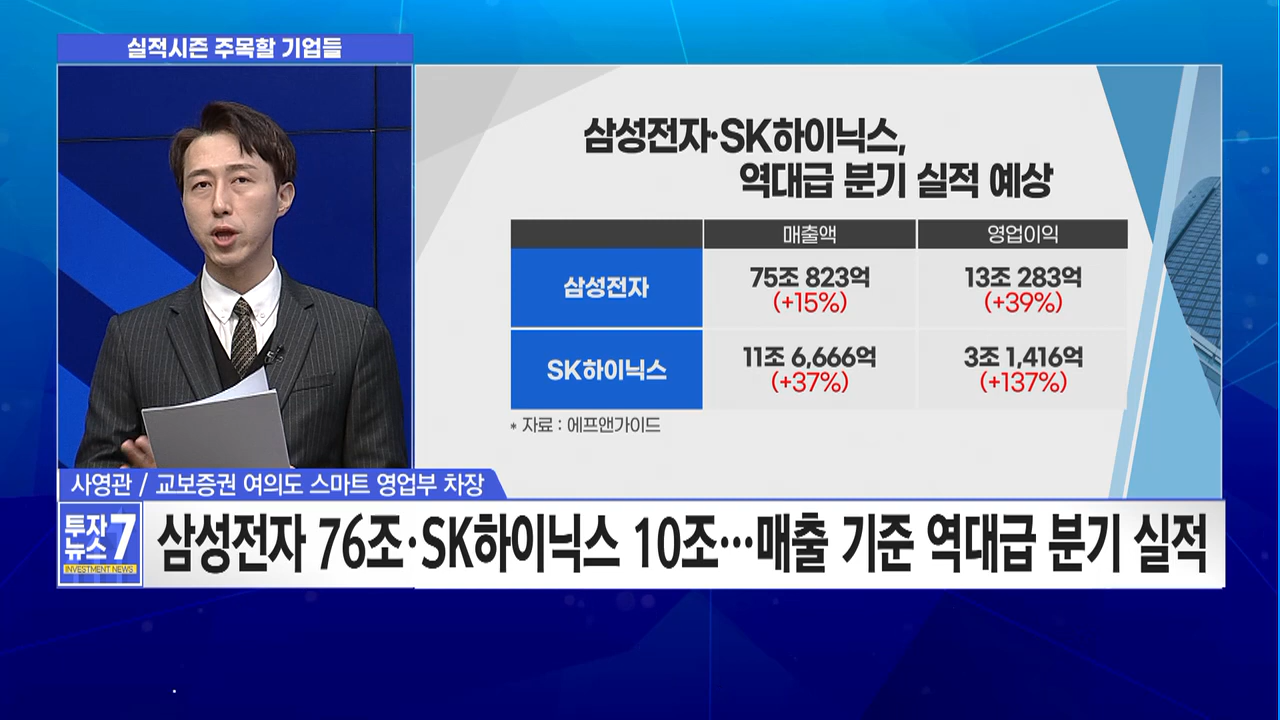 실적시즌 주목할 기업들
삼성전자·SK하이닉스,
역대급 분기 실적 예상
매출액 영업이익
삼성전자 75조 823억 13조 283억
(+15%) (+39%)
SK하이닉스 11조 6,666억 3조 1,416억
(+37%) (+137%)
* 자료 : 에프앤가이드
사영관 / 교보증권 여의도 스마트 영업부 차장
투자
뉴스 7
INVESTMENT NEWS
삼성전자 76조·SK하이닉스 10조…매출 기준 역대급 분기 실적